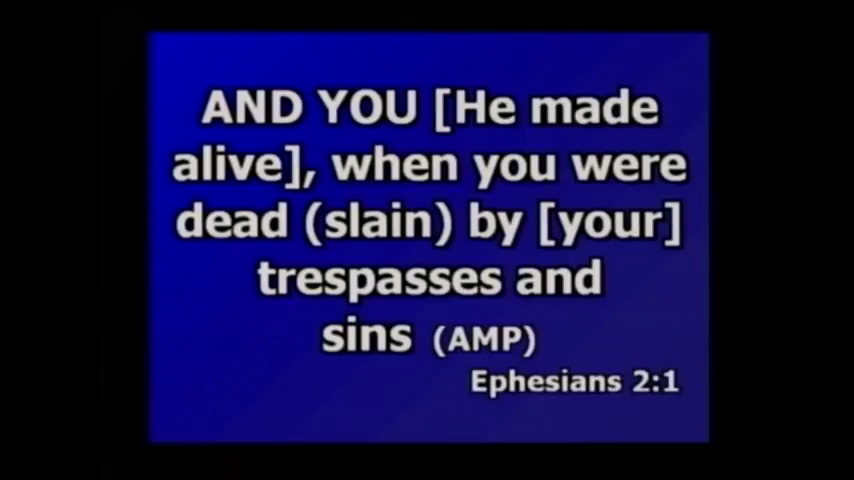 AND YOU [He made
alive], when you were
dead (slain) by [your]
trespasses and
sins (AMP)
Ephesians 2:1